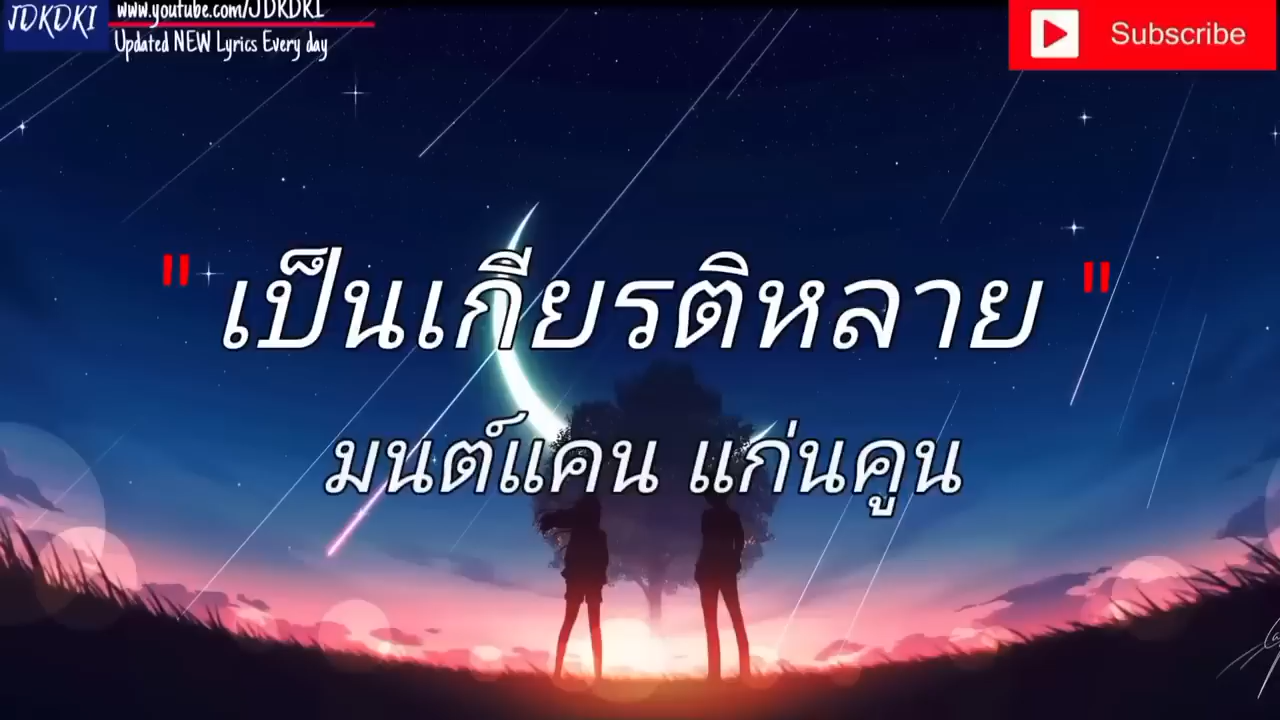 JDKDKI
www.youtube.com/JDKDKI
Updated NEW Lyrics Every day
Subscribe
" เป็นเกียรติหลาย "
มนต์แคน แก่นคูน